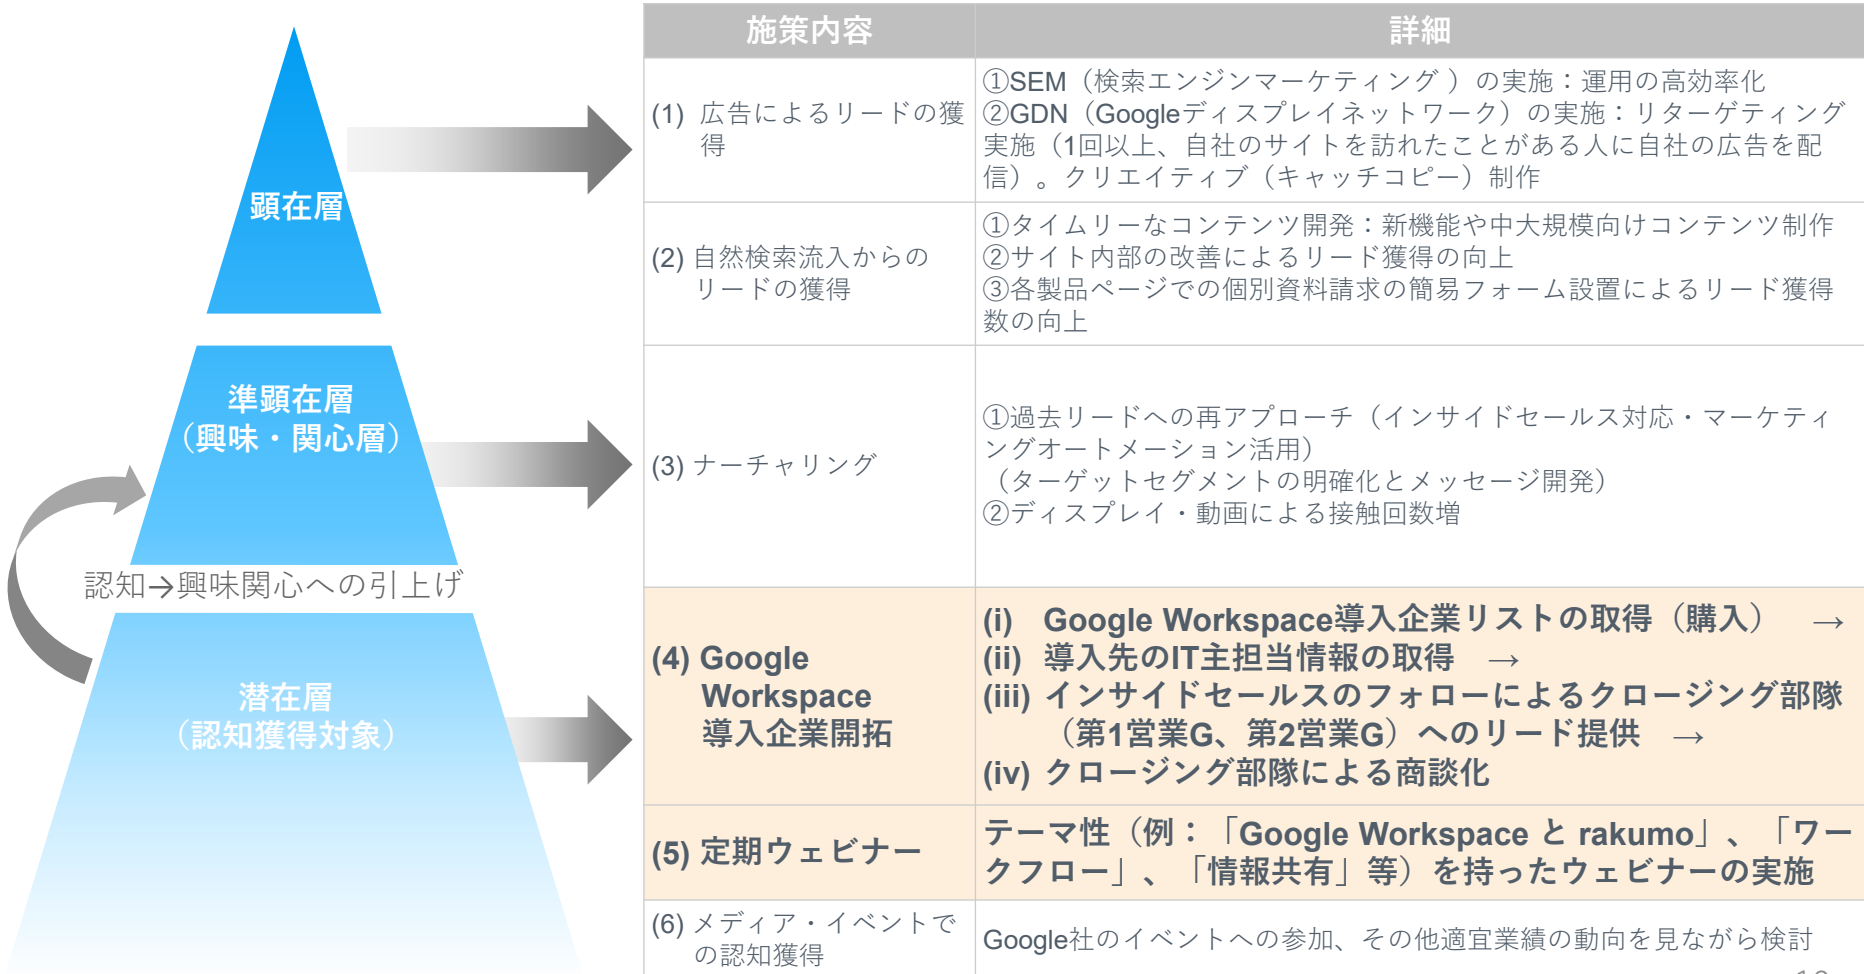 顕在層
準顕在層
（興味・関心層）
認知→興味関心への引上げ
潜在層
（認知獲得対象）
施策内容
詳細
(1) 広告によるリードの獲
得
①SEM（検索エンジンマーケティング ）の実施：運用の高効率化
②GDN（Googleディスプレイネットワーク）の実施：リターゲティング
実施（1回以上、自社のサイトを訪れたことがある人に自社の広告を配
信）。クリエイティブ（キャッチコピー）制作
(2) 自然検索流入からの
リードの獲得
①タイムリーなコンテンツ開発：新機能や中大規模向けコンテンツ制作
②サイト内部の改善によるリード獲得の向上
③各製品ページでの個別資料請求の簡易フォーム設置によるリード獲得
数の向上
(3) ナーチャリング
①過去リードへの再アプローチ（インサイドセールス対応・マーケティ
ングオートメーション活用）
（ターゲットセグメントの明確化とメッセージ開発）
②ディスプレイ・動画による接触回数増
(4) Google
Workspace
導入企業開拓
(i) Google Workspace導入企業リストの取得（購入） →
(ii) 導入先のIT主担当情報の取得 →
(iii) インサイドセールスのフォローによるクロージング部隊
（第1営業G、第2営業G）へのリード提供 →
(iv) クロージング部隊による商談化
(5) 定期ウェビナー
テーマ性（例：「Google Workspace と rakumo」、「ワー
クフロー」、「情報共有」等）を持ったウェビナーの実施
(6) メディア・イベントで
の認知獲得
Google社のイベントへの参加、その他適宜業績の動向を見ながら検討